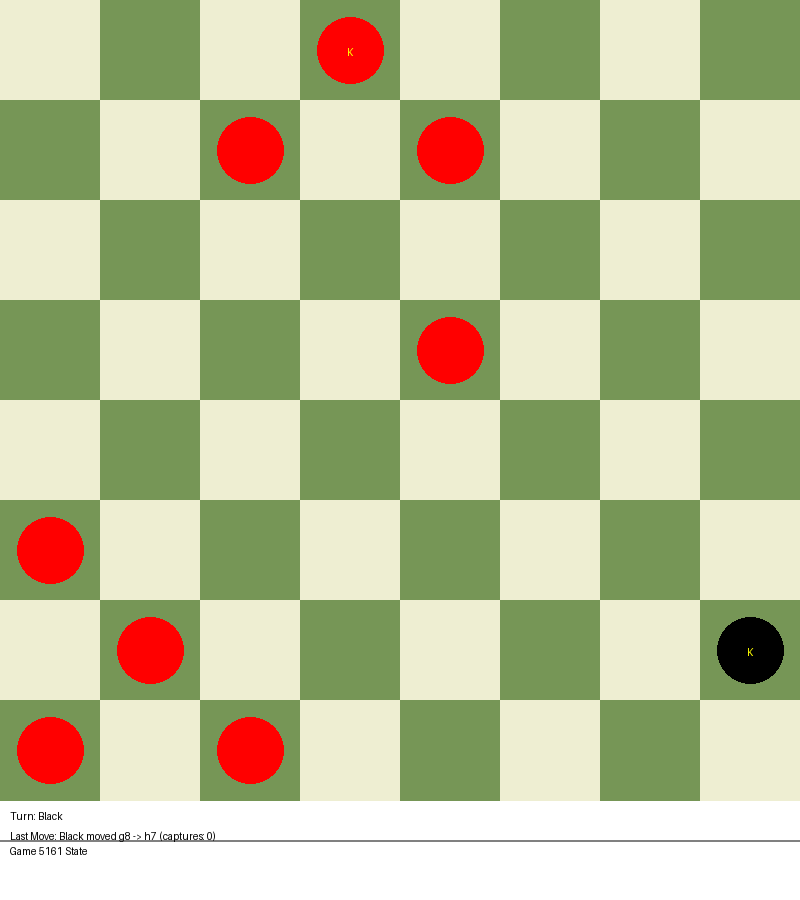 K
K
Turn: Black
Last Move: Black moved g8 -> h7 (captures: 0)
Game 5161 State